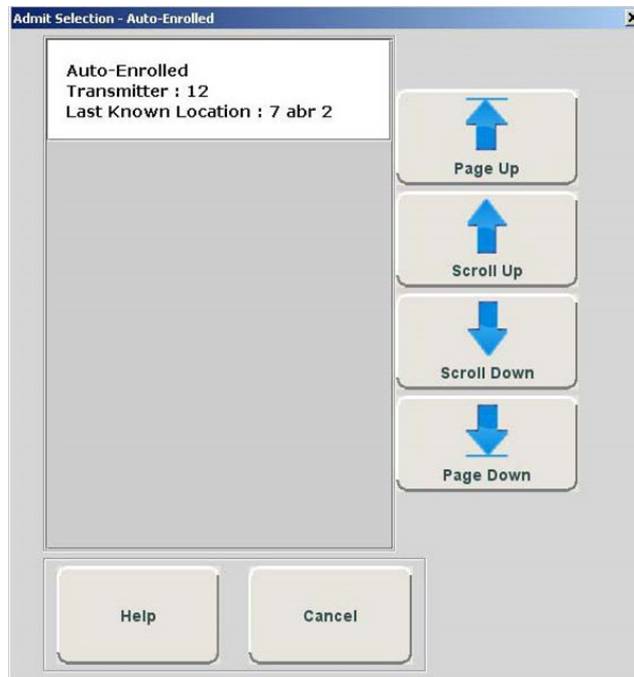 Admit Selection - Auto-Enrolled
Auto-Enrolled
Transmitter : 12
Last Known Location : 7 abr 2
Page Up
Scroll Up
Scroll Down
Page Down
Help
Cancel